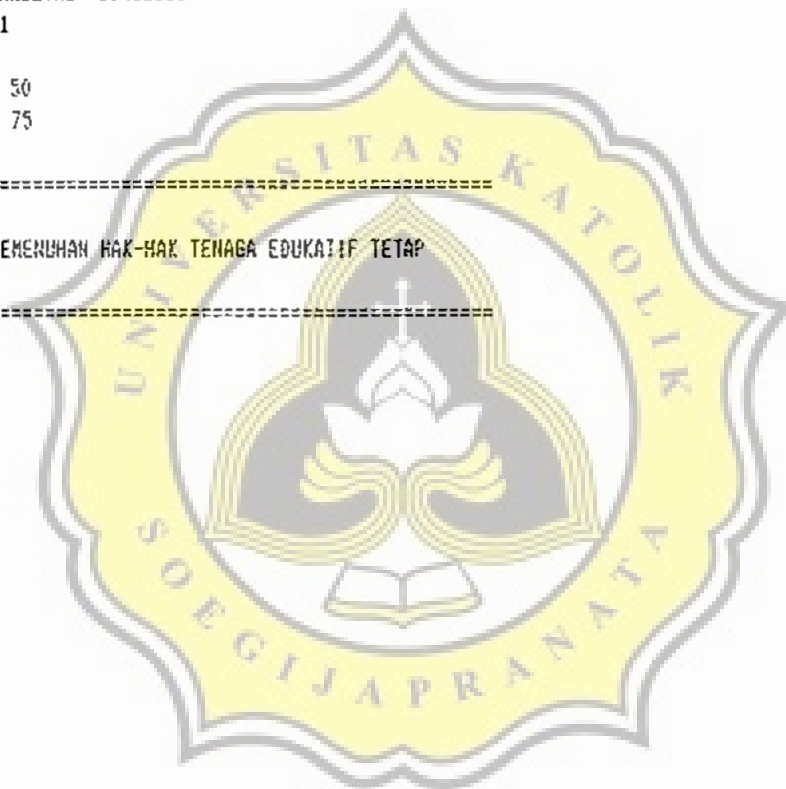 1
50
75
=================================================
EMENUHAN HAK-HAK TENAGA EDUKATIF TETAP
=================================================
UNIVERSITAS KATOLIK
SOEGIJAPRANATA